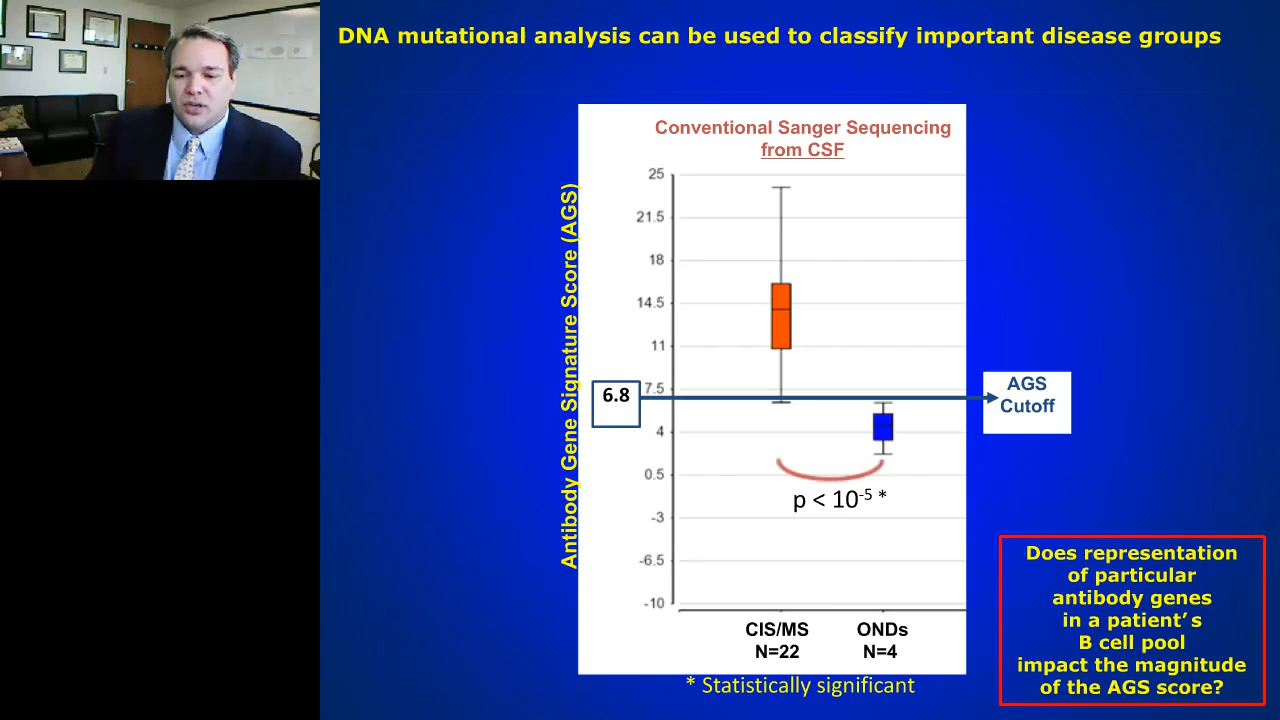 DNA mutational analysis can be used to classify important disease groups
Conventional Sanger Sequencing
from CSF
Antibody Gene Signature Score (AGS)
25
21.5
18
14.5
11
7.5
4
0.5
-3
-6.5
-10
6.8
AGS
Cutoff
p < 10⁻⁵ *
CIS/MS
N=22
ONDs
N=4
* Statistically significant
Does representation
of particular
antibody genes
in a patient’s
B cell pool
impact the magnitude
of the AGS score?